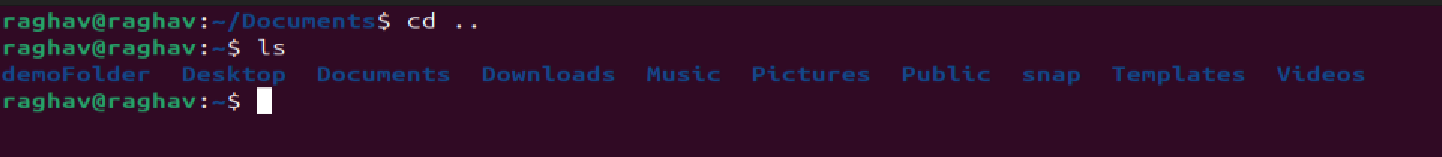 raghav@raghav:~/Documents$ cd ..
raghav@raghav:~$ ls
demoFolder  Desktop  Documents  Downloads  Music  Pictures  Public  snap  Templates  Videos
raghav@raghav:~$